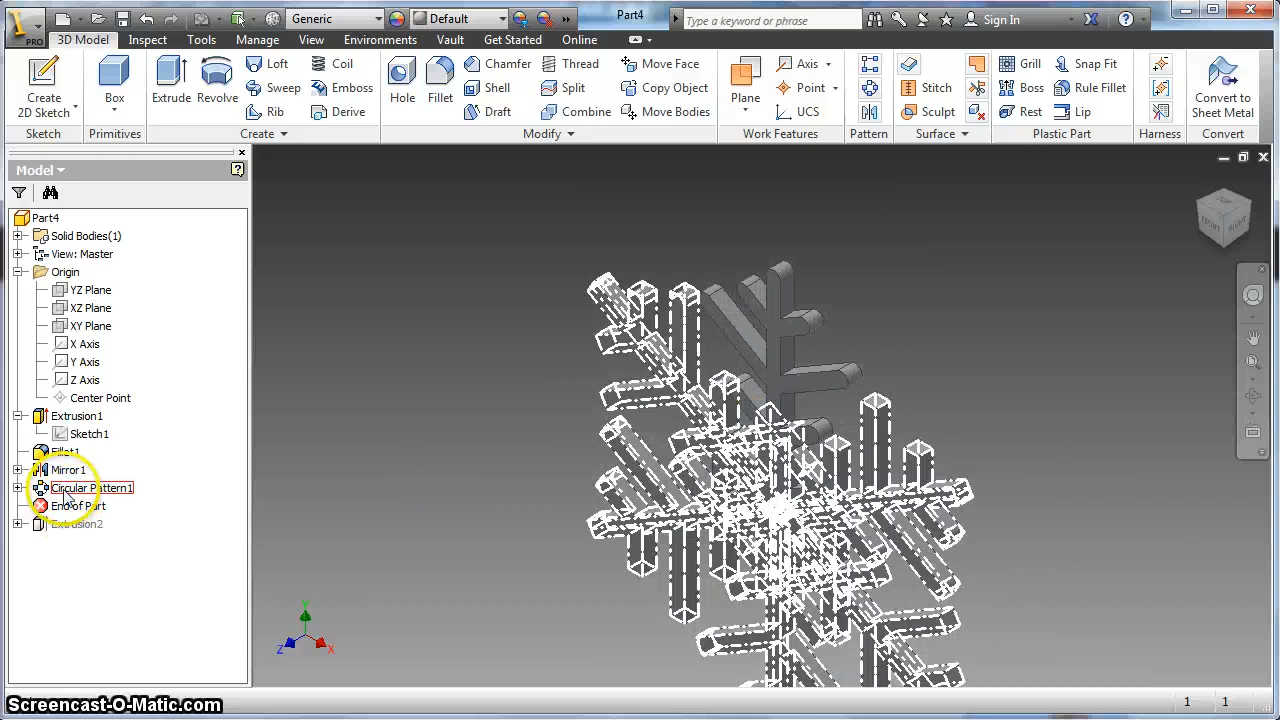 Generic
Default
Part4
Type a keyword or phrase
Sign In
PRO
3D Model Inspect Tools Manage View Environments Vault Get Started Online
Create
2D Sketch
Sketch
Box
Primitives
Extrude
Revolve
Loft
Sweep
Rib
Coil
Emboss
Derive
Create
Hole
Fillet
Chamfer
Shell
Draft
Thread
Split
Combine
Move Face
Copy Object
Move Bodies
Modify
Plane
Axis
Point
UCS
Work Features
Pattern
Stitch
Sculpt
Surface
Grill
Boss
Rest
Snap Fit
Rule Fillet
Lip
Plastic Part
Harness
Convert to
Sheet Metal
Convert
Model
Part4
Solid Bodies(1)
View: Master
Origin
YZ Plane
XZ Plane
XY Plane
X Axis
Y Axis
Z Axis
Center Point
Extrusion1
Sketch1
Fillet1
Mirror1
Circular Pattern1
End of Part
Extrusion2
TOP
FRONT
RIGHT
Y
Z
X
1 1
Screencast-O-Matic.com